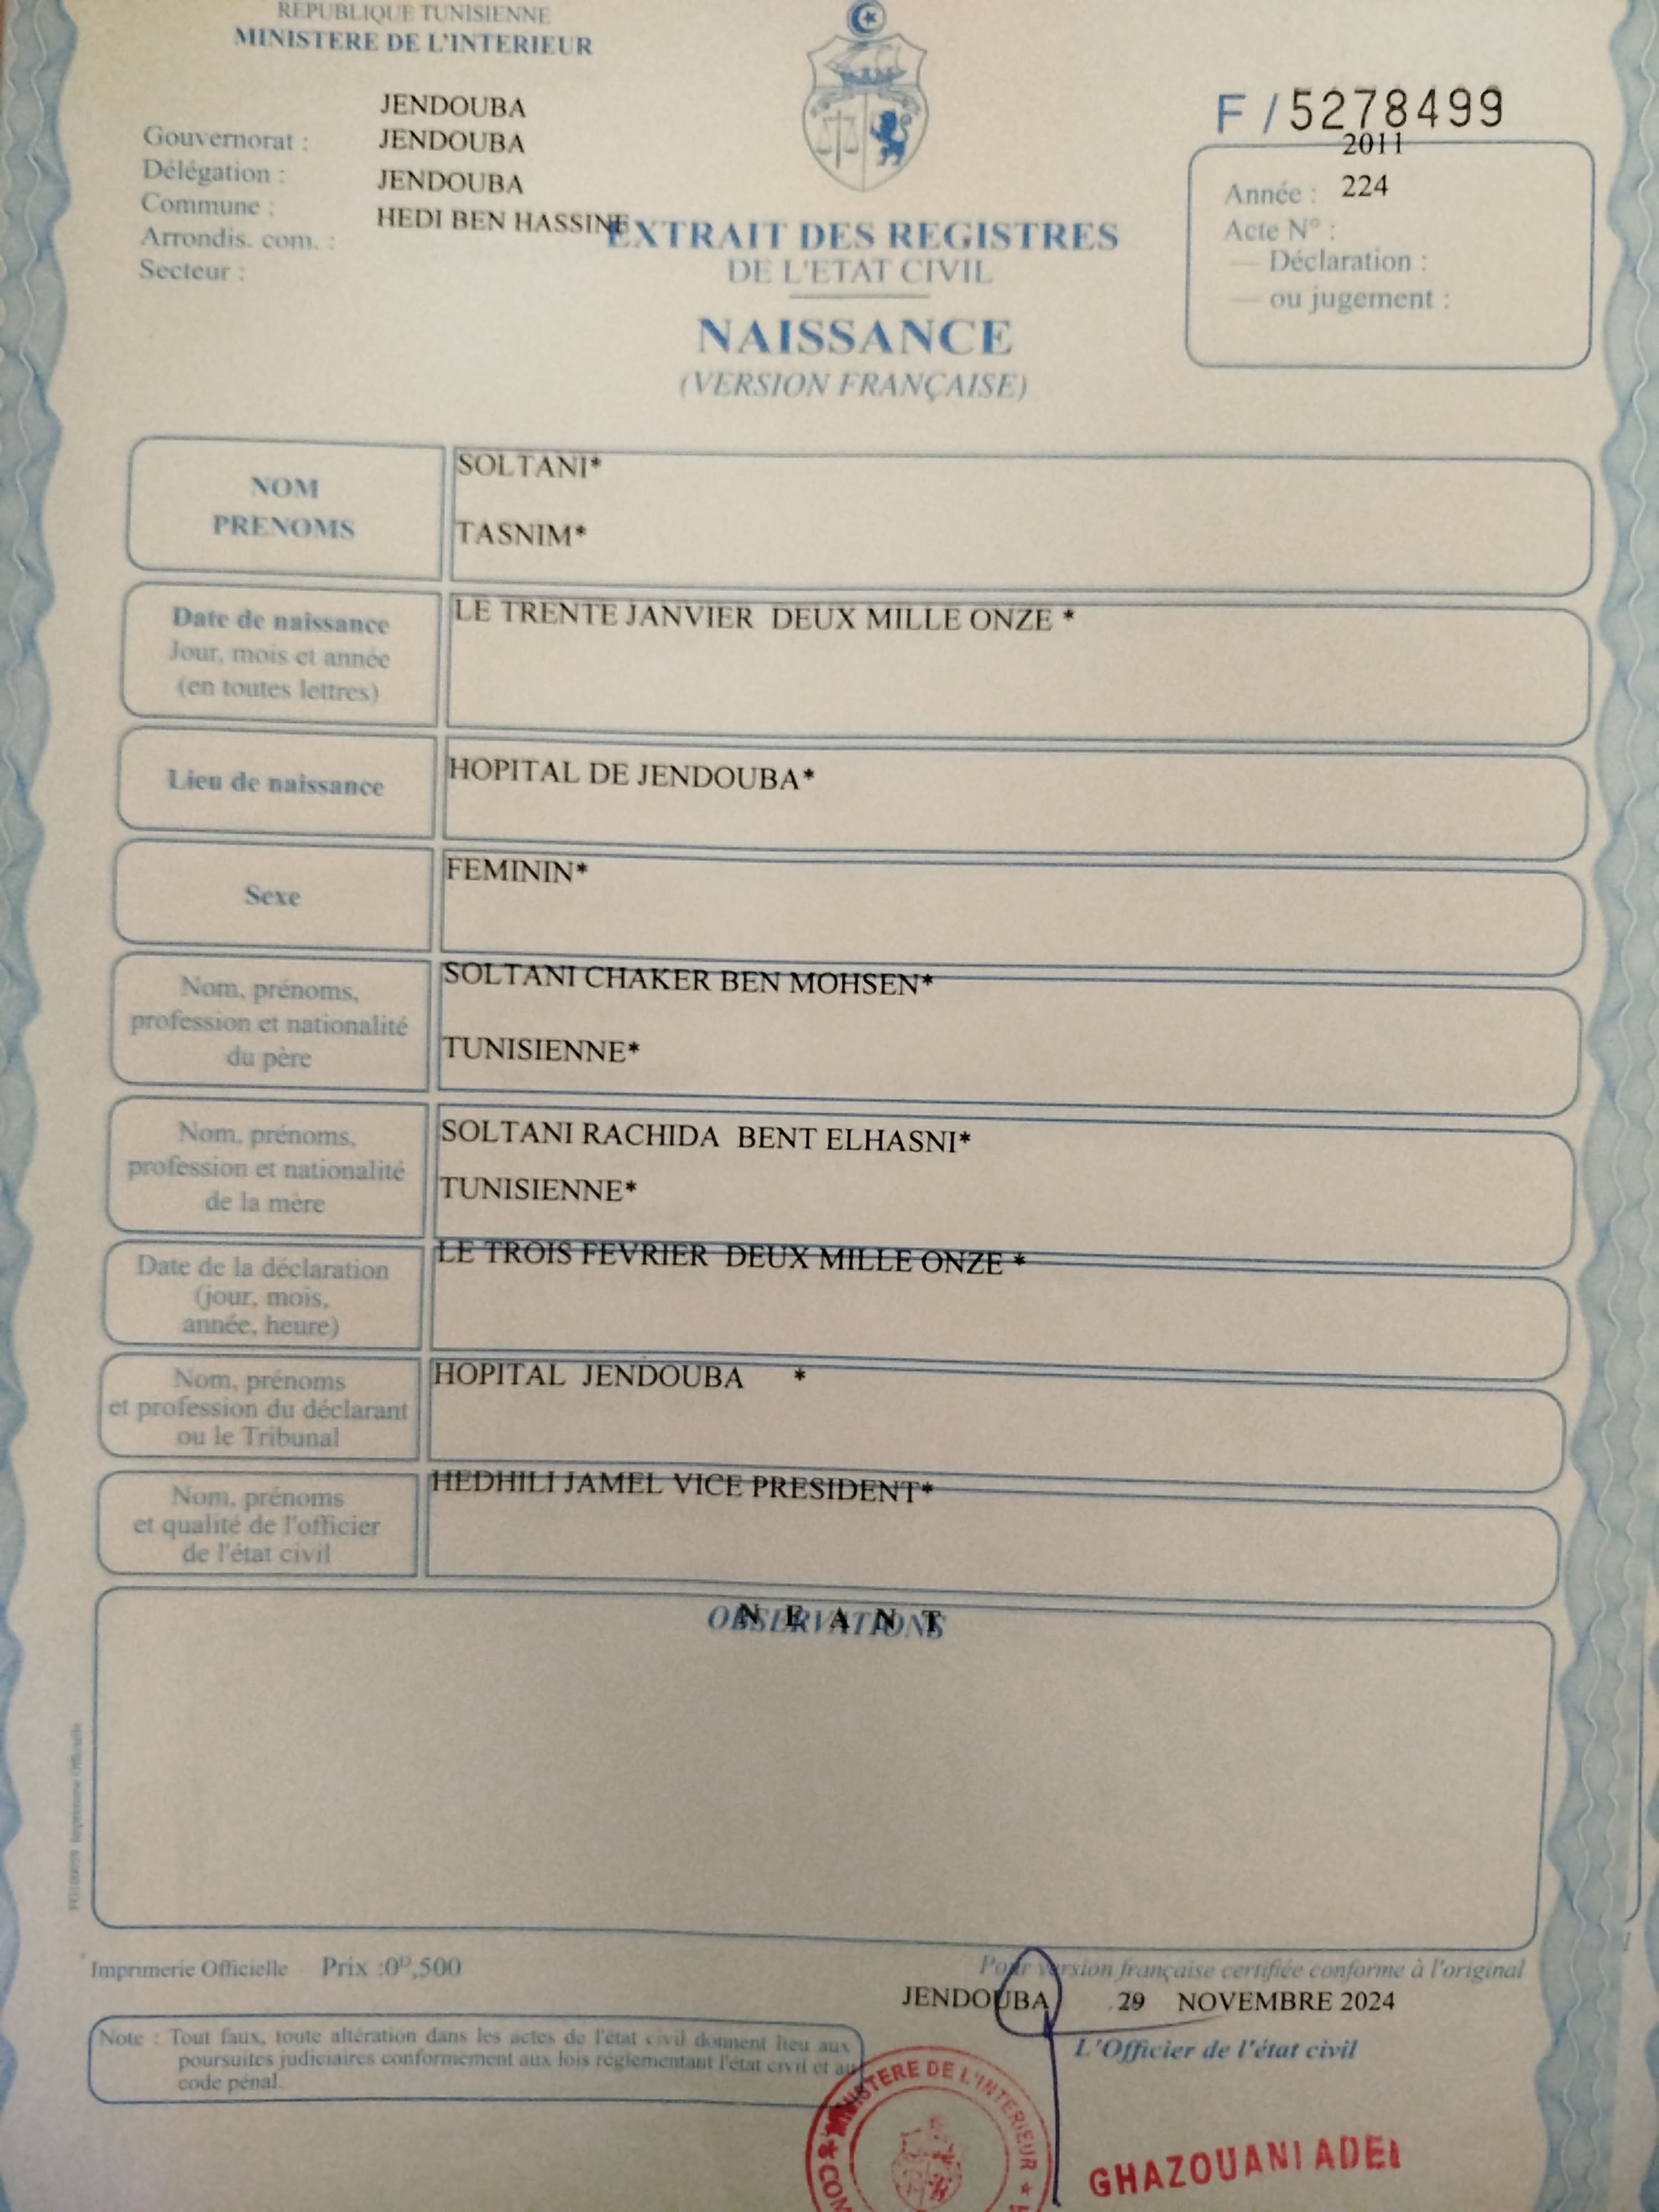 REPUBLIQUE TUNISIENNE
MINISTERE DE L'INTERIEUR
JENDOUBA
Gouvernorat : JENDOUBA
Délégation : JENDOUBA
Commune : HEDI BEN HASSINE
Arrondis. com. :
Secteur :
F / 5278499
2011
Année : 224
Acte N° :
— Déclaration :
— ou jugement :
EXTRAIT DES REGISTRES
DE L'ETAT CIVIL
NAISSANCE
(VERSION FRANÇAISE)
NOM SOLTANI*
PRENOMS TASNIM*
Date de naissance LE TRENTE JANVIER DEUX MILLE ONZE *
Jour, mois et année
(en toutes lettres)
Lieu de naissance HOPITAL DE JENDOUBA*
Sexe FEMININ*
Nom, prénoms, SOLTANI CHAKER BEN MOHSEN*
profession et nationalité
du père TUNISIENNE*
Nom, prénoms, SOLTANI RACHIDA BENT ELHASNI*
profession et nationalité TUNISIENNE*
de la mère
Date de la déclaration LE TROIS FEVRIER DEUX MILLE ONZE *
(jour, mois,
année, heure)
Nom, prénoms HOPITAL JENDOUBA *
et profession du déclarant
ou le Tribunal
Nom, prénoms HEDHILI JAMEL VICE PRESIDENT*
et qualité de l'officier
de l'état civil
OBSERVATIONS
N E A N T
Imprimerie Officielle Prix :0ᴰ,500
Pour version française certifiée conforme à l'original
JENDOUBA 29 NOVEMBRE 2024
L'Officier de l'état civil
Note : Tout faux, toute altération dans les actes de l'état civil donnent lieu aux
poursuites judiciaires conformement aux lois réglementant l'état civil et au
code pénal.
MINISTERE DE L'INTERIEUR
GHAZOUANI ADEL